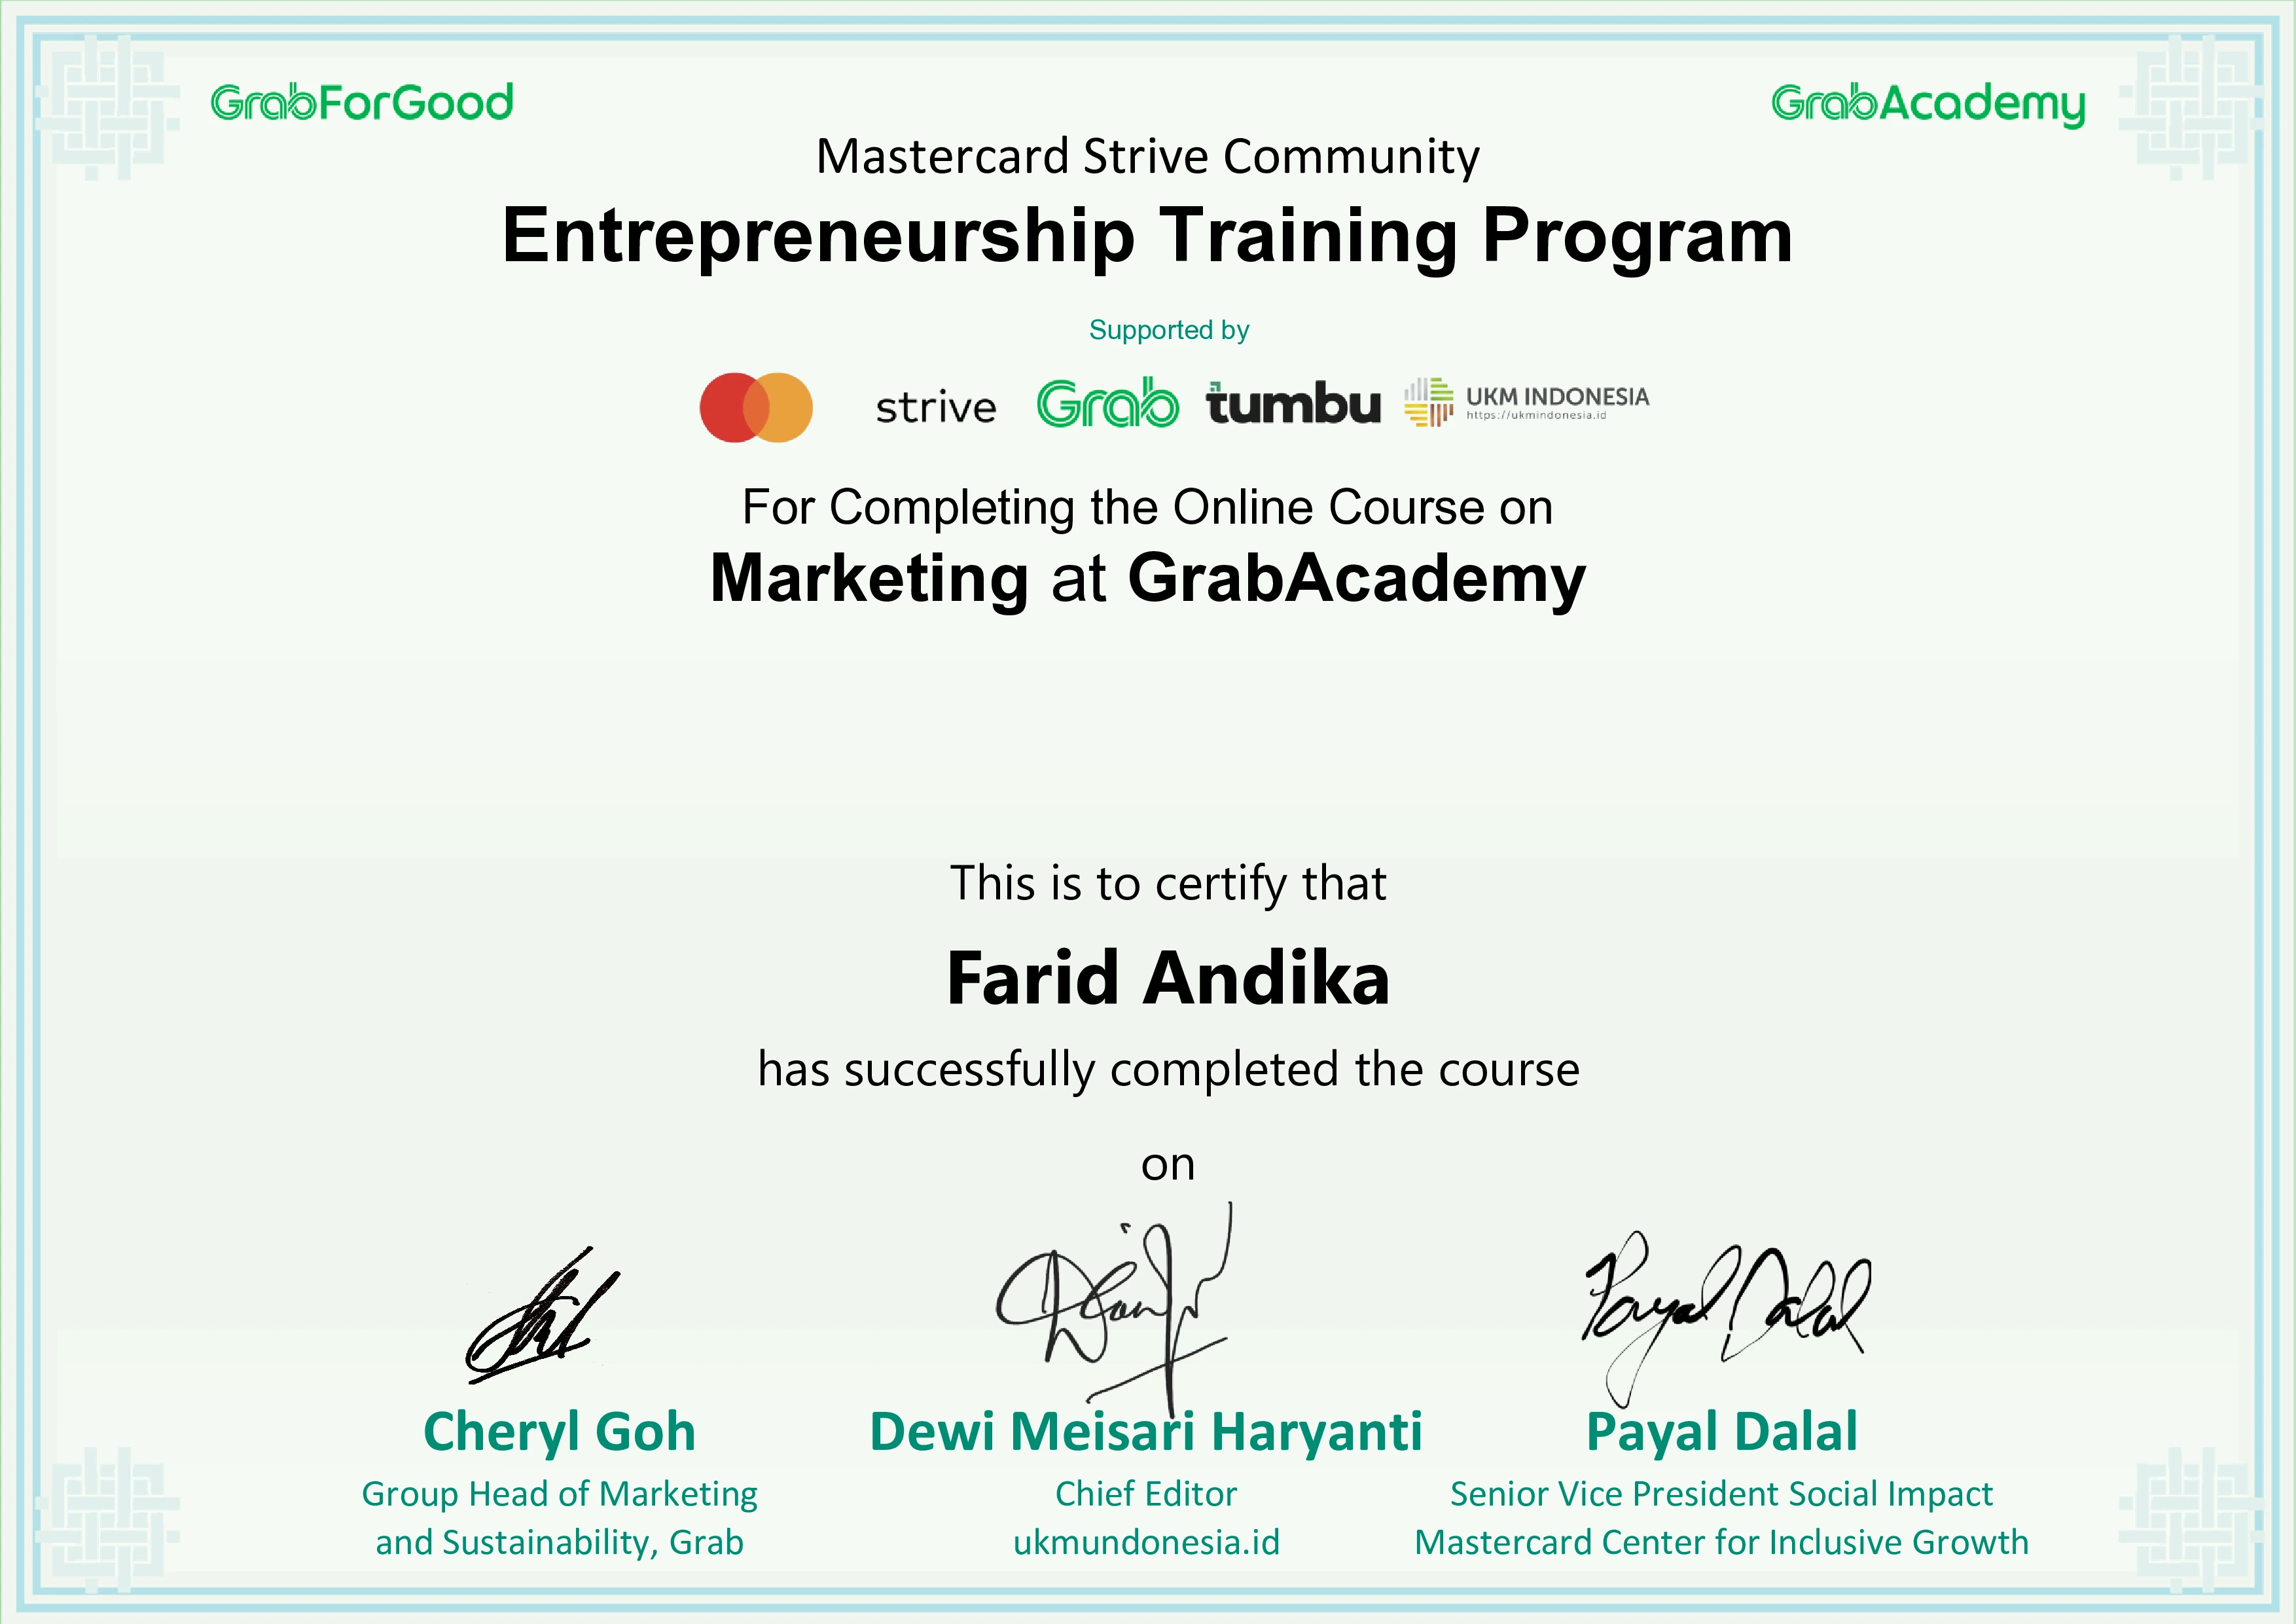 GrabForGood
GrabAcademy
Mastercard Strive Community
Entrepreneurship Training Program
Supported by
strive Grab tumbu UKM INDONESIA
https://ukmindonesia.id
For Completing the Online Course on
Marketing at GrabAcademy
This is to certify that
Farid Andika
has successfully completed the course
on
Payal Dalal
Cheryl Goh
Group Head of Marketing
and Sustainability, Grab
Dewi Meisari Haryanti
Chief Editor
ukmundonesia.id
Payal Dalal
Senior Vice President Social Impact
Mastercard Center for Inclusive Growth